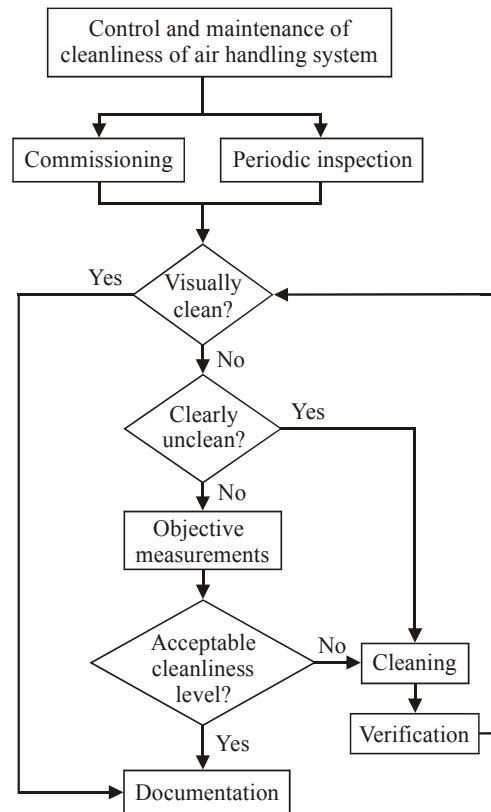 Control and maintenance of
cleanliness of air handling system
Commissioning
Periodic inspection
Yes
Visually
clean?
No
Clearly
unclean?
Yes
No
Objective
measurements
Acceptable
cleanliness
level?
No
Cleaning
Yes
Verification
Documentation